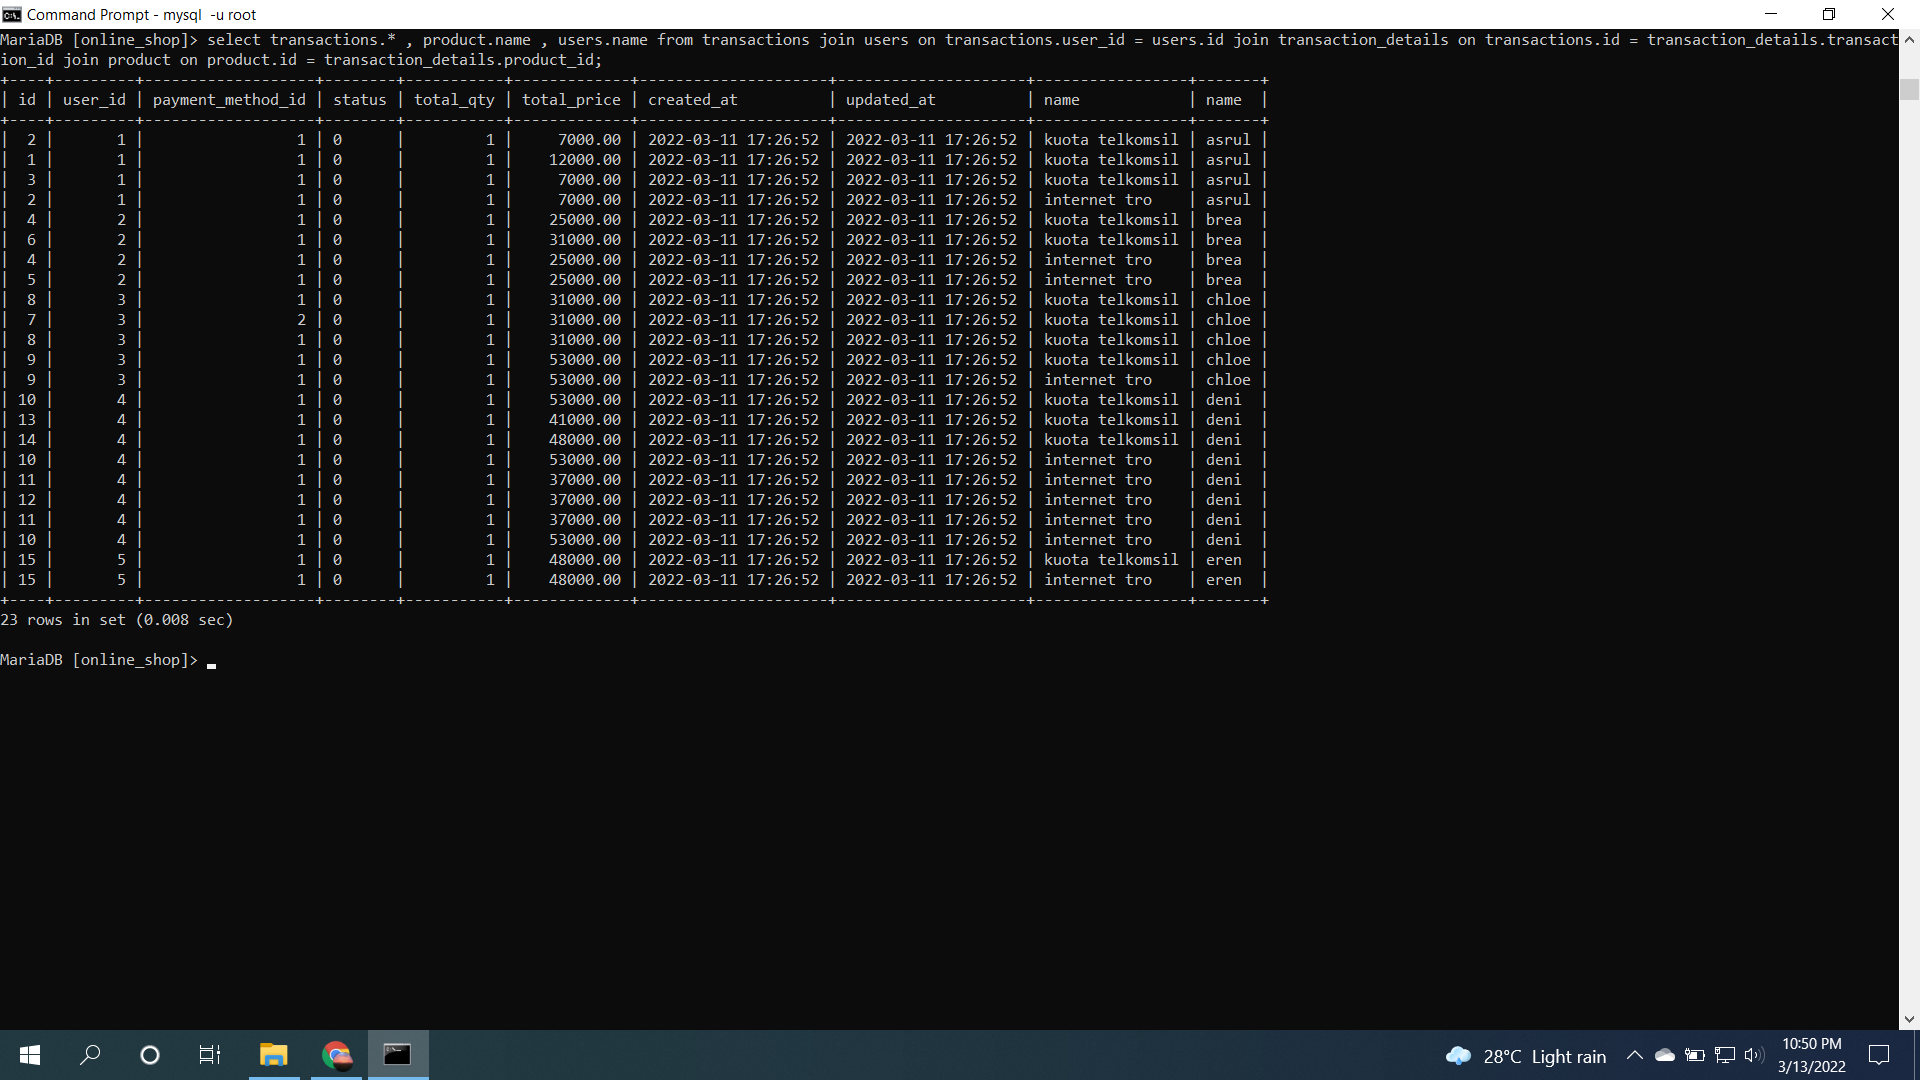 Command Prompt - mysql  -u root
MariaDB [online_shop]> select transactions.* , product.name , users.name from transactions join users on transactions.user_id = users.id join transaction_details on transactions.id = transaction_details.transact
ion_id join product on product.id = transaction_details.product_id;
+----+---------+-------------------+--------+-----------+-------------+---------------------+---------------------+-----------------+-------+
| id | user_id | payment_method_id | status | total_qty | total_price | created_at          | updated_at          | name            | name  |
+----+---------+-------------------+--------+-----------+-------------+---------------------+---------------------+-----------------+-------+
|  2 |       1 |                 1 | 0      |         1 |     7000.00 | 2022-03-11 17:26:52 | 2022-03-11 17:26:52 | kuota telkomsil | asrul |
|  1 |       1 |                 1 | 0      |         1 |    12000.00 | 2022-03-11 17:26:52 | 2022-03-11 17:26:52 | kuota telkomsil | asrul |
|  3 |       1 |                 1 | 0      |         1 |     7000.00 | 2022-03-11 17:26:52 | 2022-03-11 17:26:52 | kuota telkomsil | asrul |
|  2 |       1 |                 1 | 0      |         1 |     7000.00 | 2022-03-11 17:26:52 | 2022-03-11 17:26:52 | internet tro    | asrul |
|  4 |       2 |                 1 | 0      |         1 |    25000.00 | 2022-03-11 17:26:52 | 2022-03-11 17:26:52 | kuota telkomsil | brea  |
|  6 |       2 |                 1 | 0      |         1 |    31000.00 | 2022-03-11 17:26:52 | 2022-03-11 17:26:52 | kuota telkomsil | brea  |
|  4 |       2 |                 1 | 0      |         1 |    25000.00 | 2022-03-11 17:26:52 | 2022-03-11 17:26:52 | internet tro    | brea  |
|  5 |       2 |                 1 | 0      |         1 |    25000.00 | 2022-03-11 17:26:52 | 2022-03-11 17:26:52 | internet tro    | brea  |
|  8 |       3 |                 1 | 0      |         1 |    31000.00 | 2022-03-11 17:26:52 | 2022-03-11 17:26:52 | kuota telkomsil | chloe |
|  7 |       3 |                 2 | 0      |         1 |    31000.00 | 2022-03-11 17:26:52 | 2022-03-11 17:26:52 | kuota telkomsil | chloe |
|  8 |       3 |                 1 | 0      |         1 |    31000.00 | 2022-03-11 17:26:52 | 2022-03-11 17:26:52 | kuota telkomsil | chloe |
|  9 |       3 |                 1 | 0      |         1 |    53000.00 | 2022-03-11 17:26:52 | 2022-03-11 17:26:52 | kuota telkomsil | chloe |
|  9 |       3 |                 1 | 0      |         1 |    53000.00 | 2022-03-11 17:26:52 | 2022-03-11 17:26:52 | internet tro    | chloe |
| 10 |       4 |                 1 | 0      |         1 |    53000.00 | 2022-03-11 17:26:52 | 2022-03-11 17:26:52 | kuota telkomsil | deni  |
| 13 |       4 |                 1 | 0      |         1 |    41000.00 | 2022-03-11 17:26:52 | 2022-03-11 17:26:52 | kuota telkomsil | deni  |
| 14 |       4 |                 1 | 0      |         1 |    48000.00 | 2022-03-11 17:26:52 | 2022-03-11 17:26:52 | kuota telkomsil | deni  |
| 10 |       4 |                 1 | 0      |         1 |    53000.00 | 2022-03-11 17:26:52 | 2022-03-11 17:26:52 | internet tro    | deni  |
| 11 |       4 |                 1 | 0      |         1 |    37000.00 | 2022-03-11 17:26:52 | 2022-03-11 17:26:52 | internet tro    | deni  |
| 12 |       4 |                 1 | 0      |         1 |    37000.00 | 2022-03-11 17:26:52 | 2022-03-11 17:26:52 | internet tro    | deni  |
| 11 |       4 |                 1 | 0      |         1 |    37000.00 | 2022-03-11 17:26:52 | 2022-03-11 17:26:52 | internet tro    | deni  |
| 10 |       4 |                 1 | 0      |         1 |    53000.00 | 2022-03-11 17:26:52 | 2022-03-11 17:26:52 | internet tro    | deni  |
| 15 |       5 |                 1 | 0      |         1 |    48000.00 | 2022-03-11 17:26:52 | 2022-03-11 17:26:52 | kuota telkomsil | eren  |
| 15 |       5 |                 1 | 0      |         1 |    48000.00 | 2022-03-11 17:26:52 | 2022-03-11 17:26:52 | internet tro    | eren  |
+----+---------+-------------------+--------+-----------+-------------+---------------------+---------------------+-----------------+-------+
23 rows in set (0.008 sec)
MariaDB [online_shop]> _
28°C  Light rain
10:50 PM
3/13/2022